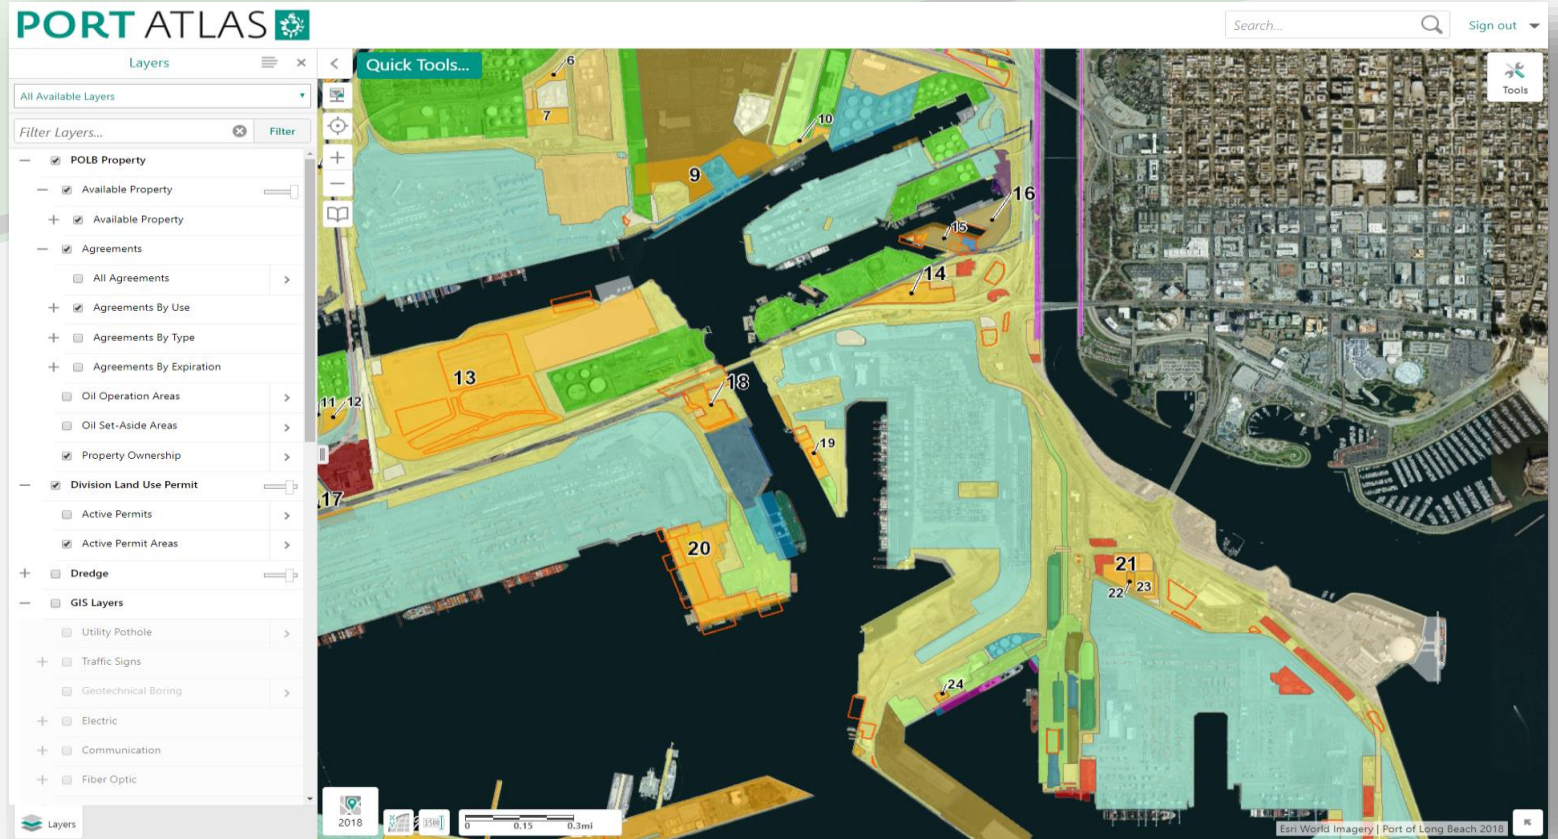 PORT ATLAS
Search...
Sign out
Layers
Quick Tools...
Tools
All Available Layers
Filter Layers...
Filter
POLB Property
Available Property
Available Property
Agreements
All Agreements
Agreements By Use
Agreements By Type
Agreements By Expiration
Oil Operation Areas
Oil Set-Aside Areas
Property Ownership
Division Land Use Permit
Active Permits
Active Permit Areas
Dredge
GIS Layers
Utility Pothole
Traffic Signs
Geotechnical Boring
Electric
Communication
Fiber Optic
Layers
6
7
10
9
16
15
14
13
18
11
12
19
17
20
21
22
23
24
2018
0
0.15
0.3mi
Esri World Imagery | Port of Long Beach 2018